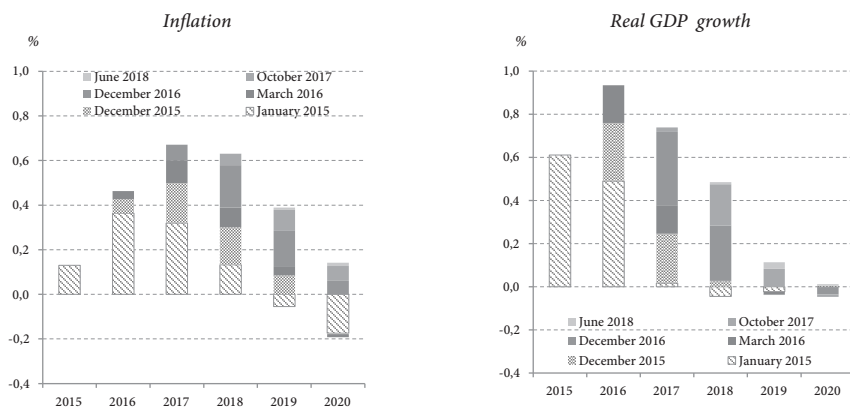 Inflation
%
1,0
0,8
0,6
0,4
0,2
0,0
-0,2
-0,4
June 2018 October 2017
December 2016 March 2016
December 2015 January 2015
2015 2016 2017 2018 2019 2020
Real GDP growth
%
1,0
0,8
0,6
0,4
0,2
0,0
-0,2
-0,4
June 2018 October 2017
December 2016 March 2016
December 2015 January 2015
2015 2016 2017 2018 2019 2020